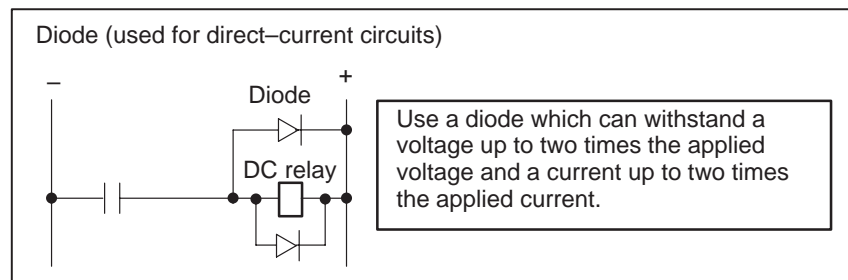 Diode (used for direct–current circuits)
– +
Diode
DC relay
Use a diode which can withstand a
voltage up to two times the applied
voltage and a current up to two times
the applied current.